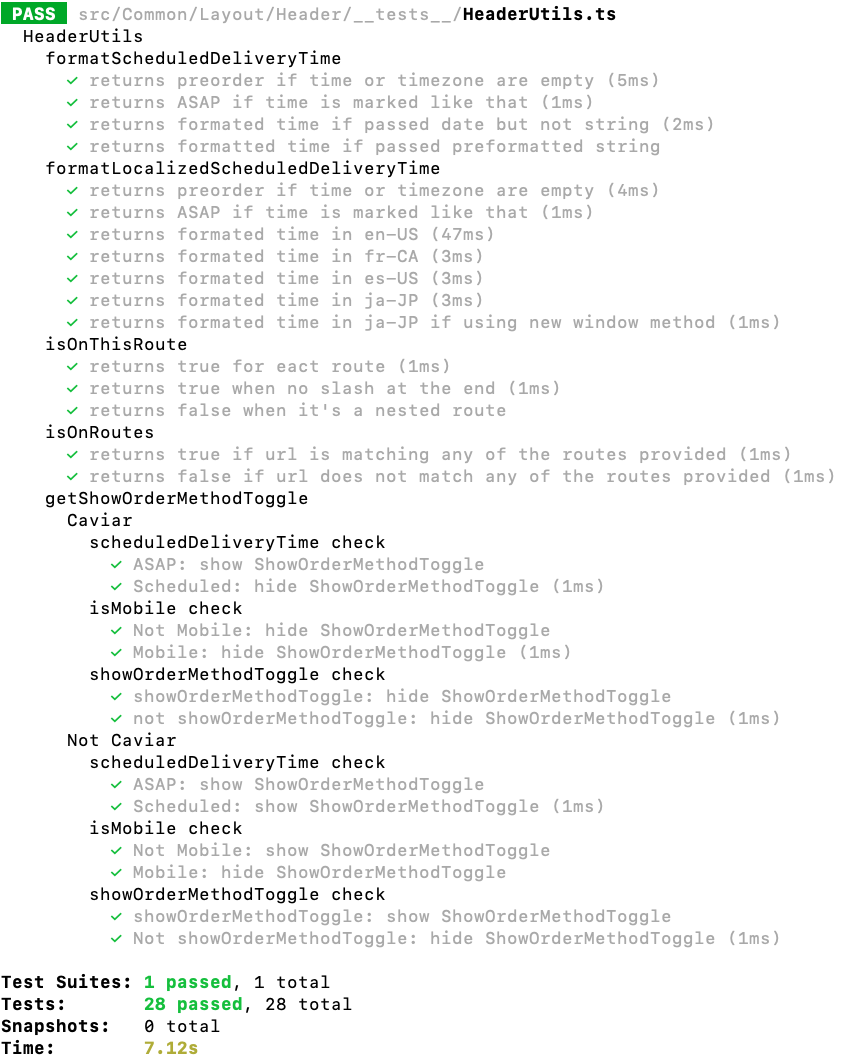 PASS src/Common/Layout/Header/__tests__/HeaderUtils.ts
HeaderUtils
formatScheduledDeliveryTime
✓ returns preorder if time or timezone are empty (5ms)
✓ returns ASAP if time is marked like that (1ms)
✓ returns formated time if passed date but not string (2ms)
✓ returns formatted time if passed preformatted string
formatLocalizedScheduledDeliveryTime
✓ returns preorder if time or timezone are empty (4ms)
✓ returns ASAP if time is marked like that (1ms)
✓ returns formated time in en-US (47ms)
✓ returns formated time in fr-CA (3ms)
✓ returns formated time in es-US (3ms)
✓ returns formated time in ja-JP (3ms)
✓ returns formated time in ja-JP if using new window method (1ms)
isOnThisRoute
✓ returns true for eact route (1ms)
✓ returns true when no slash at the end (1ms)
✓ returns false when it's a nested route
isOnRoutes
✓ returns true if url is matching any of the routes provided (1ms)
✓ returns false if url does not match any of the routes provided (1ms)
getShowOrderMethodToggle
Caviar
scheduledDeliveryTime check
✓ ASAP: show ShowOrderMethodToggle
✓ Scheduled: hide ShowOrderMethodToggle (1ms)
isMobile check
✓ Not Mobile: hide ShowOrderMethodToggle
✓ Mobile: hide ShowOrderMethodToggle (1ms)
showOrderMethodToggle check
✓ showOrderMethodToggle: hide ShowOrderMethodToggle
✓ not showOrderMethodToggle: hide ShowOrderMethodToggle (1ms)
Not Caviar
scheduledDeliveryTime check
✓ ASAP: show ShowOrderMethodToggle
✓ Scheduled: show ShowOrderMethodToggle (1ms)
isMobile check
✓ Not Mobile: show ShowOrderMethodToggle
✓ Mobile: hide ShowOrderMethodToggle
showOrderMethodToggle check
✓ showOrderMethodToggle: show ShowOrderMethodToggle
✓ Not showOrderMethodToggle: hide ShowOrderMethodToggle (1ms)
Test Suites: 1 passed, 1 total
Tests: 28 passed, 28 total
Snapshots: 0 total
Time: 7.12s